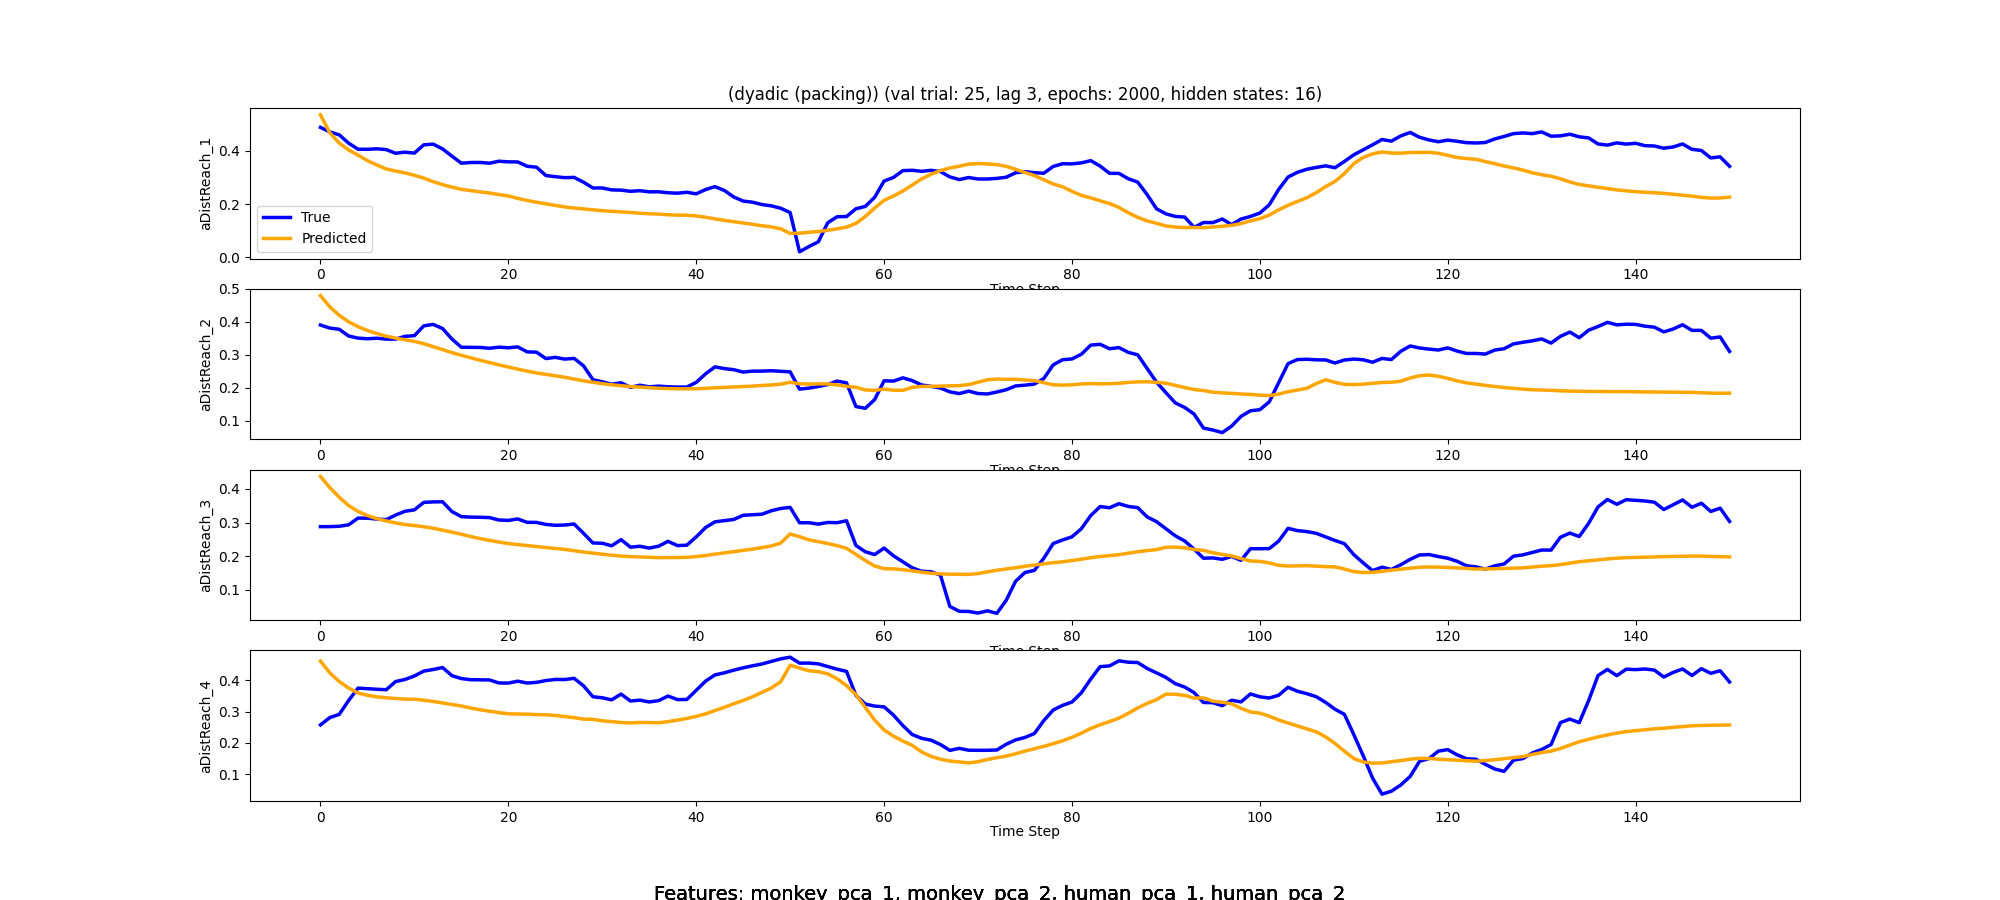 (dyadic (packing)) (val trial: 25, lag 3, epochs: 2000, hidden states: 16)
aDistReach_1
0.4
0.2
0.0
True
Predicted
0 20 40 60 80 100 120 140
Time Step
aDistReach_2
0.5
0.4
0.3
0.2
0.1
0 20 40 60 80 100 120 140
Time Step
aDistReach_3
0.4
0.3
0.2
0.1
0 20 40 60 80 100 120 140
Time Step
aDistReach_4
0.4
0.3
0.2
0.1
0 20 40 60 80 100 120 140
Time Step
Features: monkey_pca_1, monkey_pca_2, human_pca_1, human_pca_2